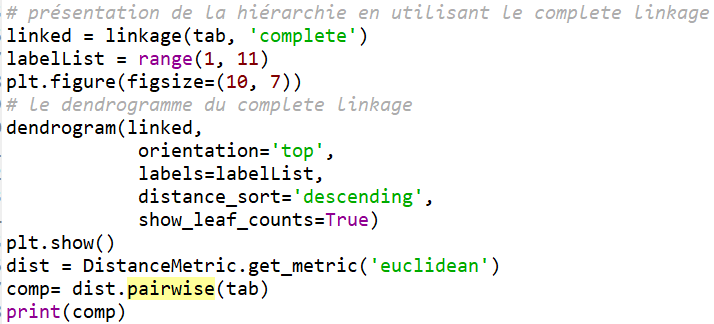 # présentation de la hiérarchie en utilisant le complete linkage
linked = linkage(tab, 'complete')
labelList = range(1, 11)
plt.figure(figsize=(10, 7))
# Le dendrogramme du complete linkage
dendrogram(linked,
            orientation='top',
            labels=labelList,
            distance_sort='descending',
            show_leaf_counts=True)
plt.show()
dist = DistanceMetric.get_metric('euclidean')
comp= dist.pairwise(tab)
print(comp)